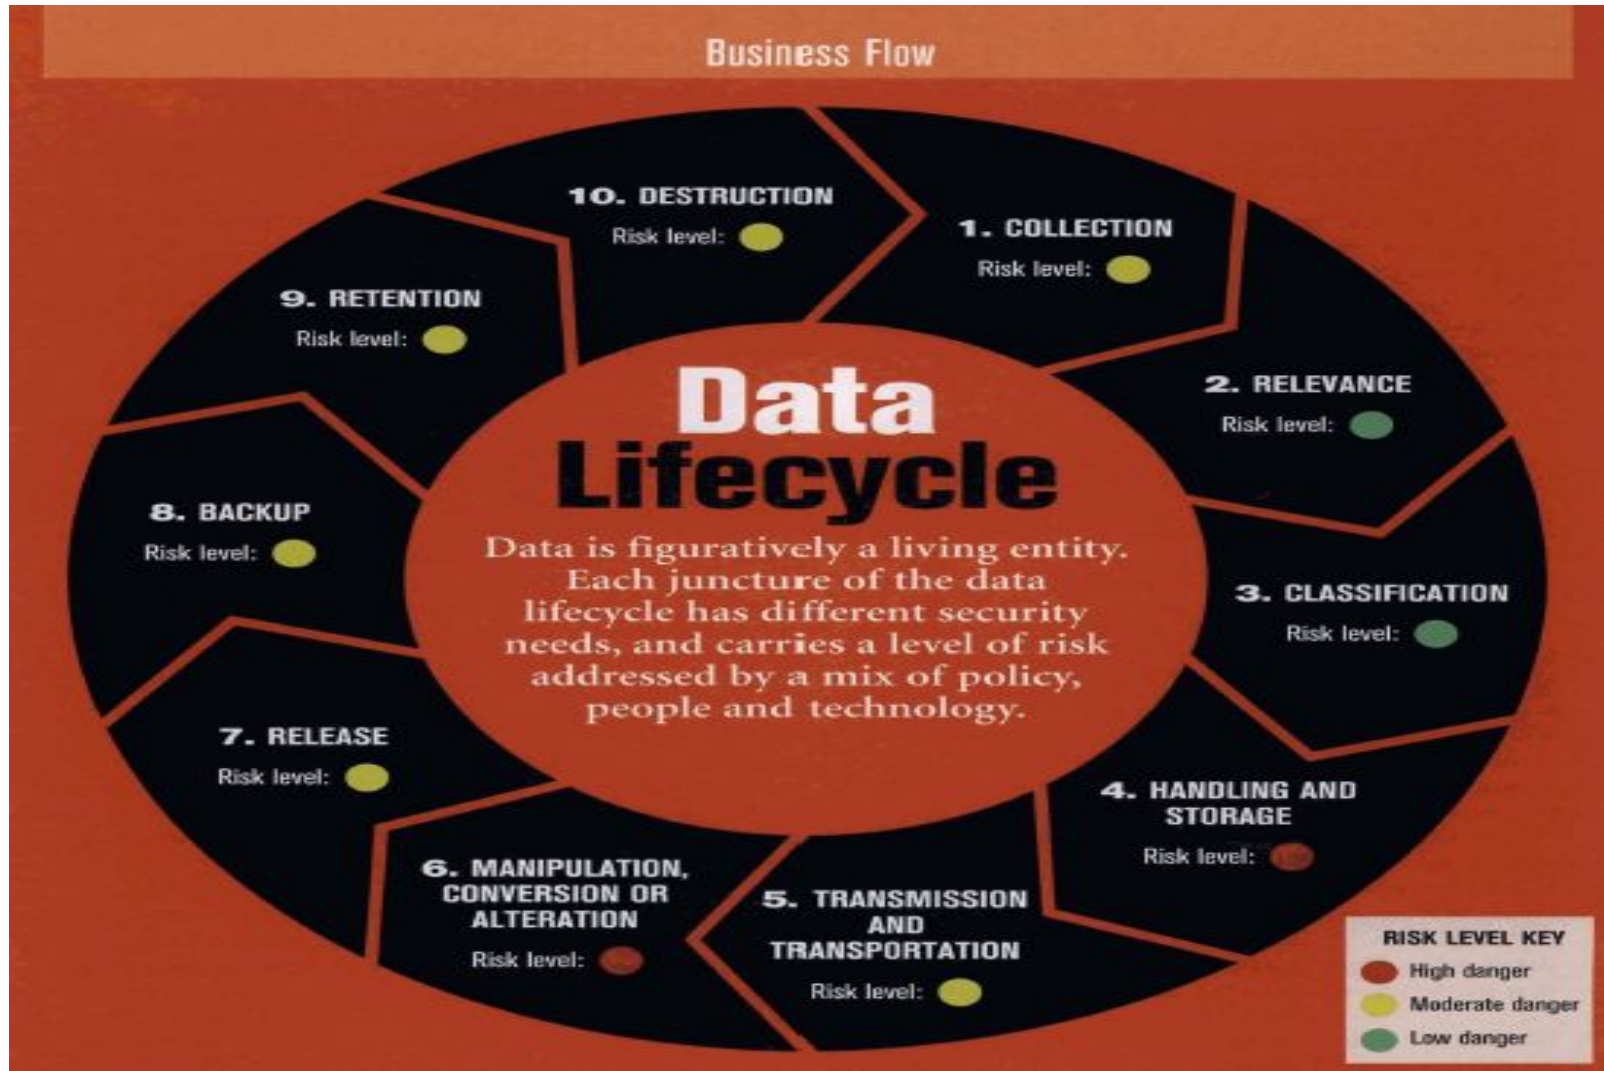 Business Flow
Data
Lifecycle
Data is figuratively a living entity.
Each juncture of the data
lifecycle has different security
needs, and carries a level of risk
addressed by a mix of policy,
people and technology.
1. COLLECTION
Risk level:
2. RELEVANCE
Risk level:
3. CLASSIFICATION
Risk level:
4. HANDLING AND
STORAGE
Risk level:
5. TRANSMISSION
AND
TRANSPORTATION
Risk level:
6. MANIPULATION,
CONVERSION OR
ALTERATION
Risk level:
7. RELEASE
Risk level:
8. BACKUP
Risk level:
9. RETENTION
Risk level:
10. DESTRUCTION
Risk level:
RISK LEVEL KEY
High danger
Moderate danger
Low danger